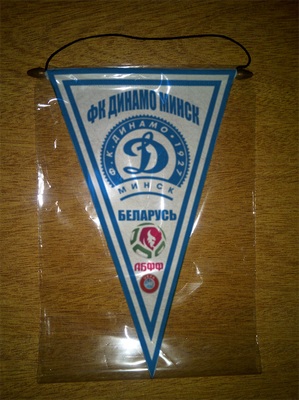 ФК ДИНАМО МИНСК
Ф.К. ДИНАМО • 1927
Д
МИНСК
БЕЛАРУСЬ
АБФФ